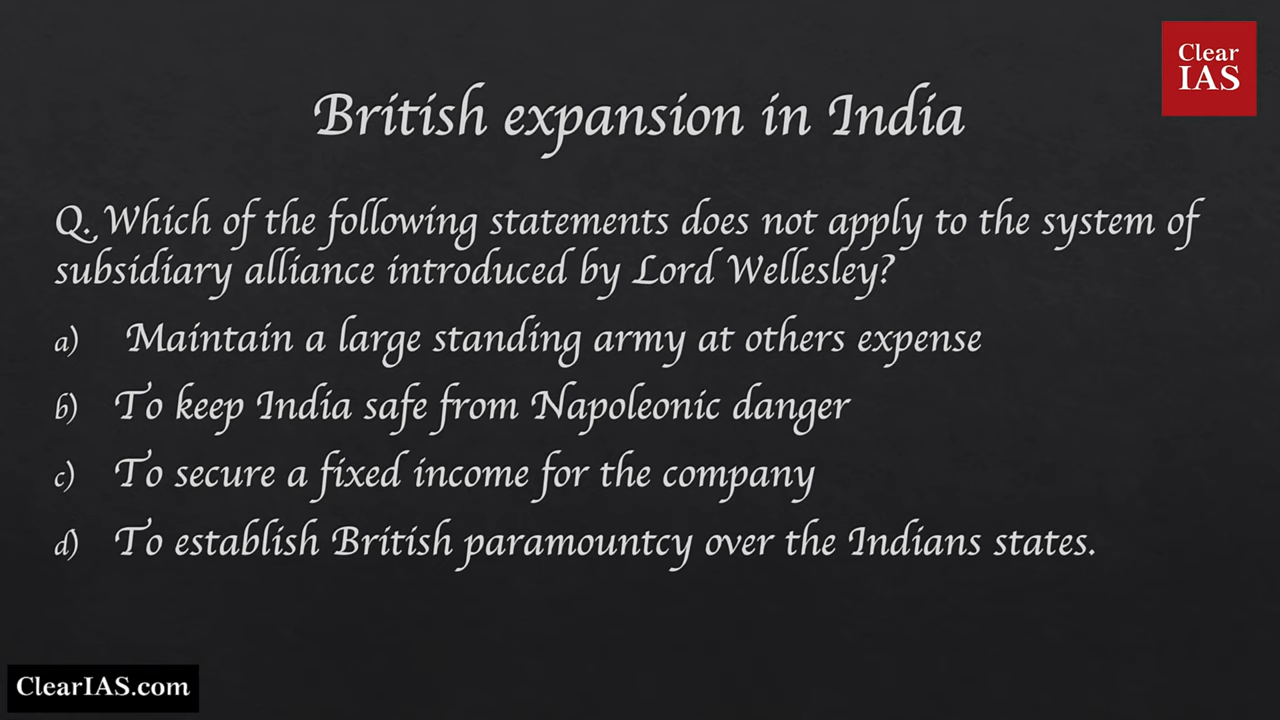 Clear
IAS
British expansion in India
Q. Which of the following statements does not apply to the system of
subsidiary alliance introduced by Lord Wellesley?
a) Maintain a large standing army at others expense
b) To keep India safe from Napoleonic danger
c) To secure a fixed income for the company
d) To establish British paramountcy over the Indians states.
ClearIAS.com